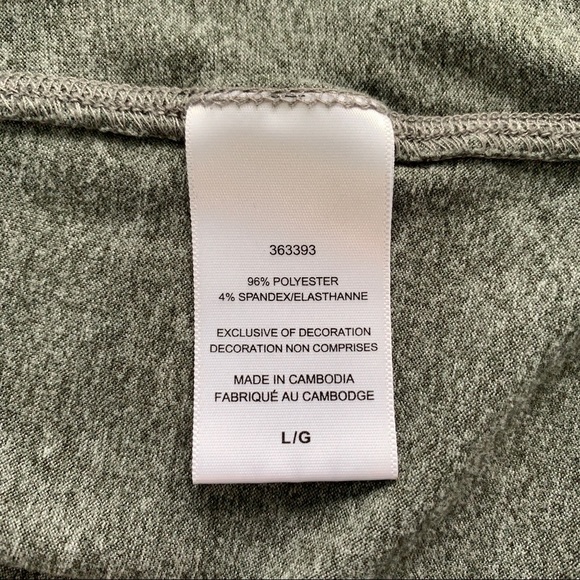 363393
96% POLYESTER
4% SPANDEX/ELASTHANNE
EXCLUSIVE OF DECORATION
DECORATION NON COMPRISES
MADE IN CAMBODIA
FABRIQUÉ AU CAMBODGE
L/G